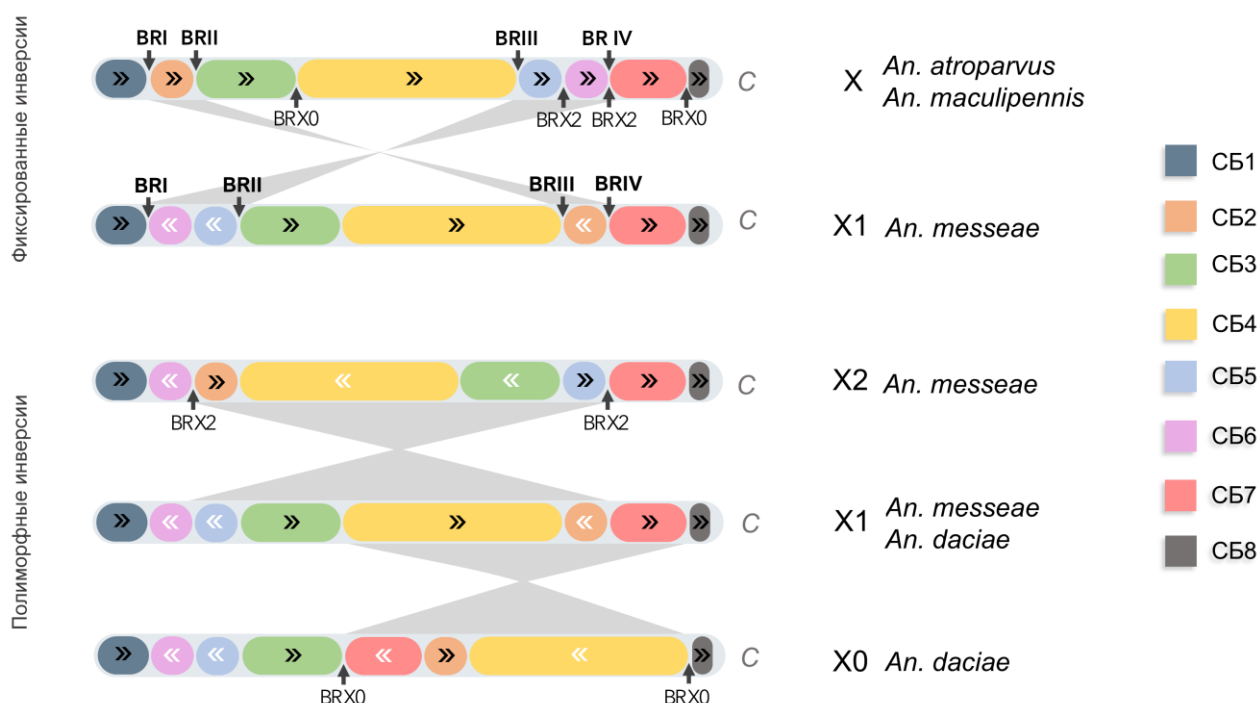 Фиксированные инверсии
BRI BRII BRIII BR IV
» » » » » » » » C X An. atroparvus
An. maculipennis
BRX0 BRX2 BRX2 BRX0
BRI BRII BRIII BRIV
» « « » » « » » C X1 An. messeae
Полиморфные инверсии
» « » « « » » » C X2 An. messeae
BRX2 BRX2
» « « » » « » » C X1 An. messeae
An. daciae
» « « » « » « » C X0 An. daciae
BRX0 BRX0
СБ1
СБ2
СБ3
СБ4
СБ5
СБ6
СБ7
СБ8